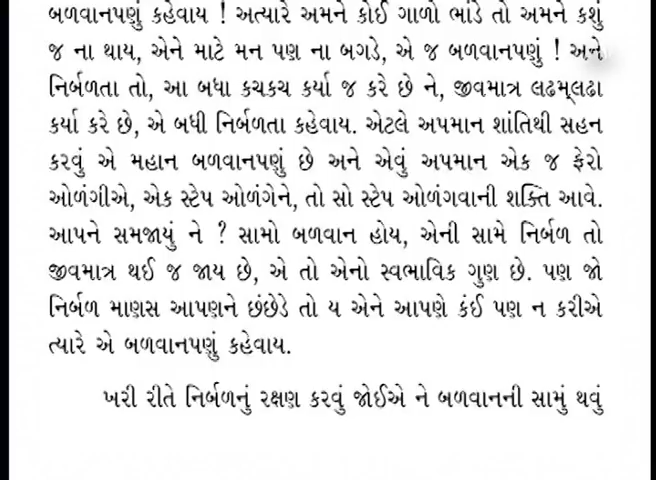 બળવાનપણું કહેવાય ! અત્યારે અમને કોઈ ગાળો ભાંડે તો અમને કશું
જ ના થાય, એને માટે મન પણ ના બગડે, એ જ બળવાનપણું ! અને
નિર્બળતા તો, આ બધા કચકચ કર્યા જ કરે છે ને, જીવમાત્ર લઢમ્લઢા
કર્યા કરે છે, એ બધી નિર્બળતા કહેવાય. એટલે અપમાન શાંતિથી સહન
કરવું એ મહાન બળવાનપણું છે અને એવું અપમાન એક જ ફેરો
ઓળંગીએ, એક સ્ટેપ ઓળંગેને, તો સો સ્ટેપ ઓળંગવાની શક્તિ આવે.
આપને સમજાયું ને ? સામો બળવાન હોય, એની સામે નિર્બળ તો
જીવમાત્ર થઈ જ જાય છે, એ તો એનો સ્વભાવિક ગુણ છે. પણ જો
નિર્બળ માણસ આપણને છંછેડે તો ય એને આપણે કંઈ પણ ન કરીએ
ત્યારે એ બળવાનપણું કહેવાય.
ખરી રીતે નિર્બળનું રક્ષણ કરવું જોઈએ ને બળવાનની સામું થવું